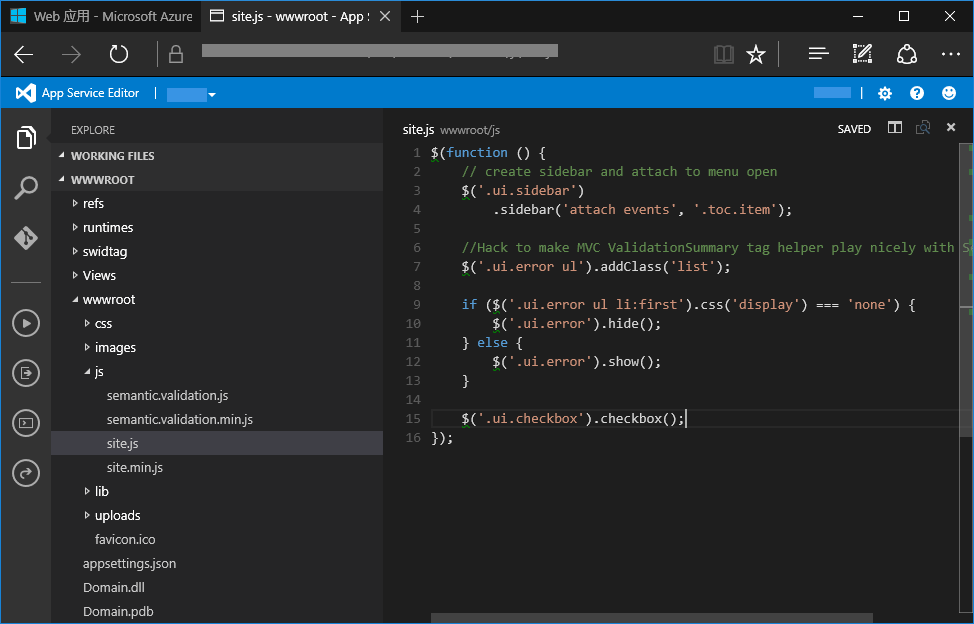 Web 应用 - Microsoft Azure
site.js - wwwroot - App S
App Service Editor
EXPLORE
WORKING FILES
WWWROOT
refs
runtimes
swidtag
Views
wwwroot
css
images
js
semantic.validation.js
semantic.validation.min.js
site.js
site.min.js
lib
uploads
favicon.ico
appsettings.json
Domain.dll
Domain.pdb
site.js wwwroot/js
SAVED
1 $(function () {
2 // create sidebar and attach to menu open
3 $('.ui.sidebar')
4 .sidebar('attach events', '.toc.item');
5
6 //Hack to make MVC ValidationSummary tag helper play nicely with S
7 $('.ui.error ul').addClass('list');
8
9 if ($('.ui.error ul li:first').css('display') === 'none') {
10 $('.ui.error').hide();
11 } else {
12 $('.ui.error').show();
13 }
14
15 $('.ui.checkbox').checkbox();
16 });